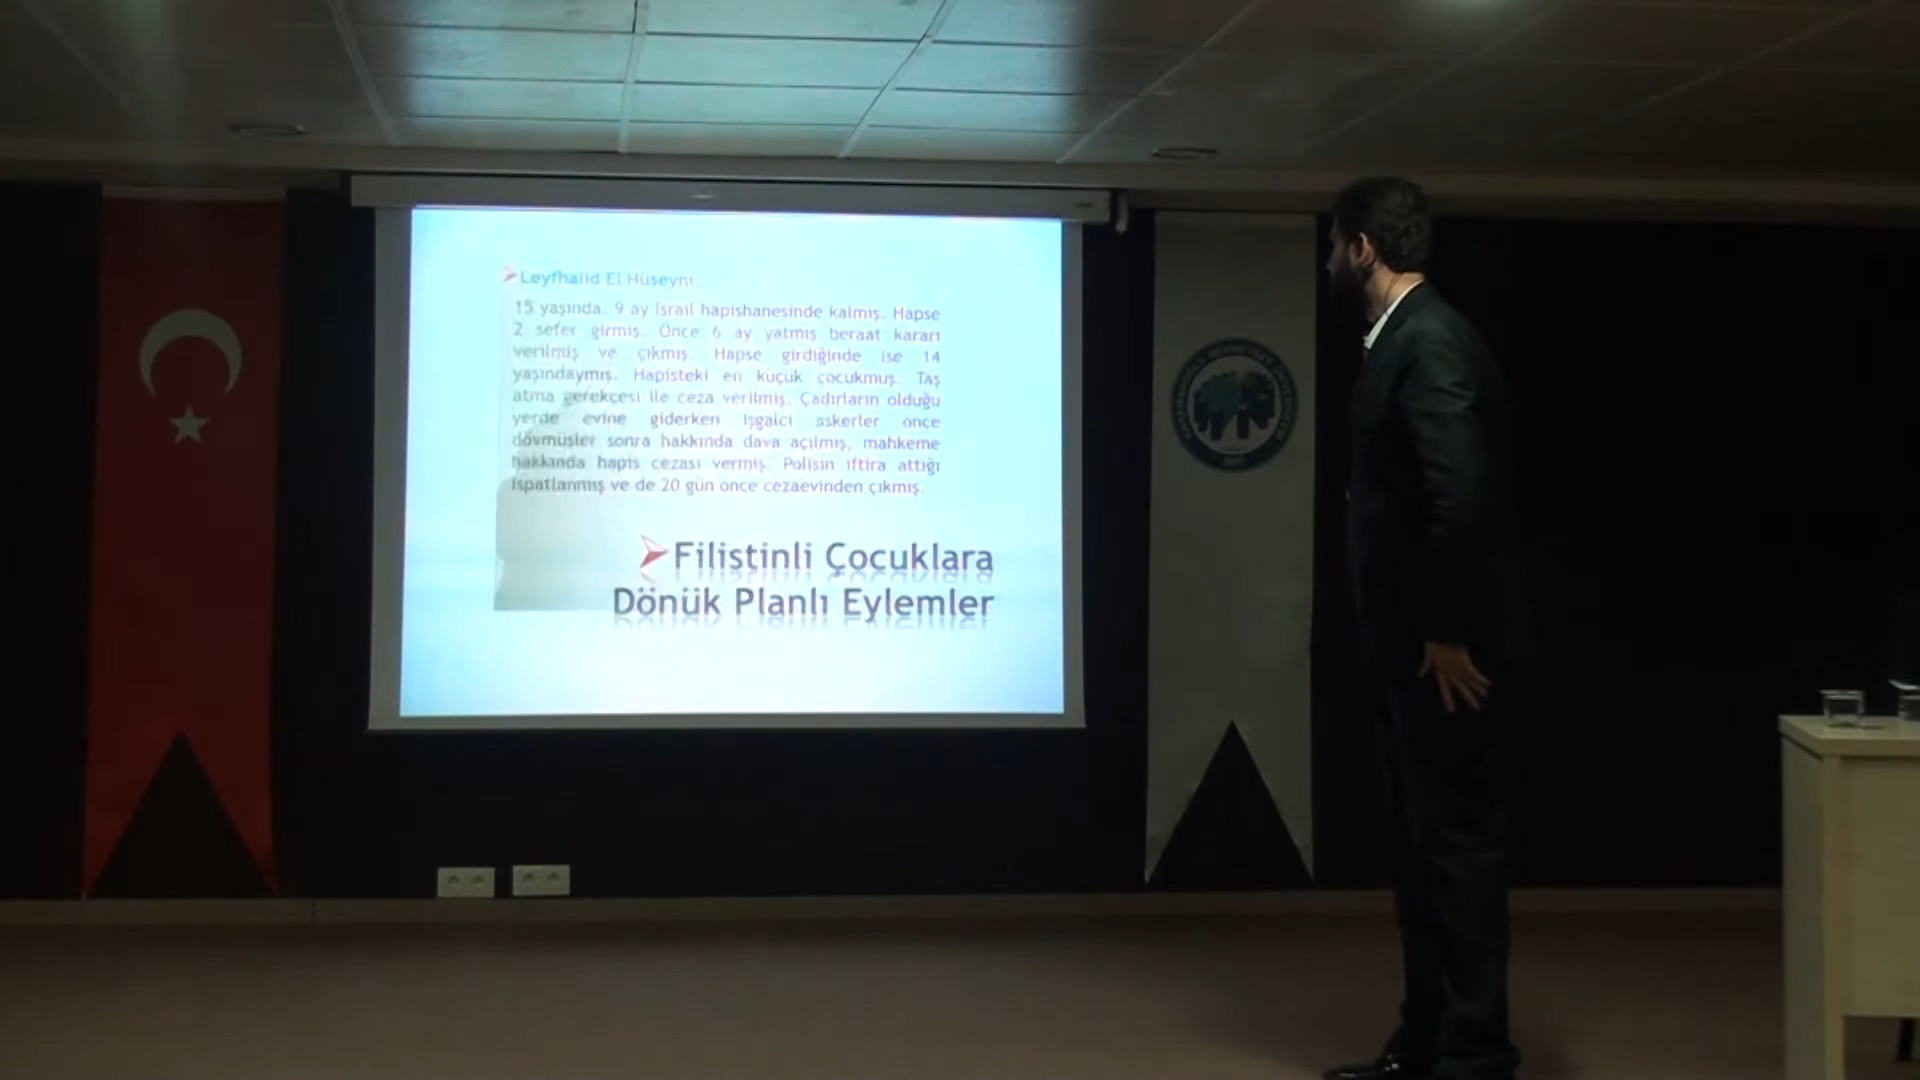 Leyfhalid El Hüseyni:
15 yaşında. 9 ay İsrail hapishanesinde kalmış. Hapse
2 sefer girmiş. Önce 6 ay yatmış beraat kararı
verilmiş ve çıkmış. Hapse girdiğinde ise 14
yaşındaymış. Hapisteki en küçük çocukmuş. Taş
atma gerekçesi ile ceza verilmiş. Çadırların olduğu
yerde evine giderken işgalci askerler önce
dövmüşler sonra hakkında dava açılmış, mahkeme
hakkında hapis cezası vermiş. Polisin iftira attığı
ispatlanmış ve de 20 gün önce cezaevinden çıkmış.
Filistinli Çocuklara
Dönük Planlı Eylemler